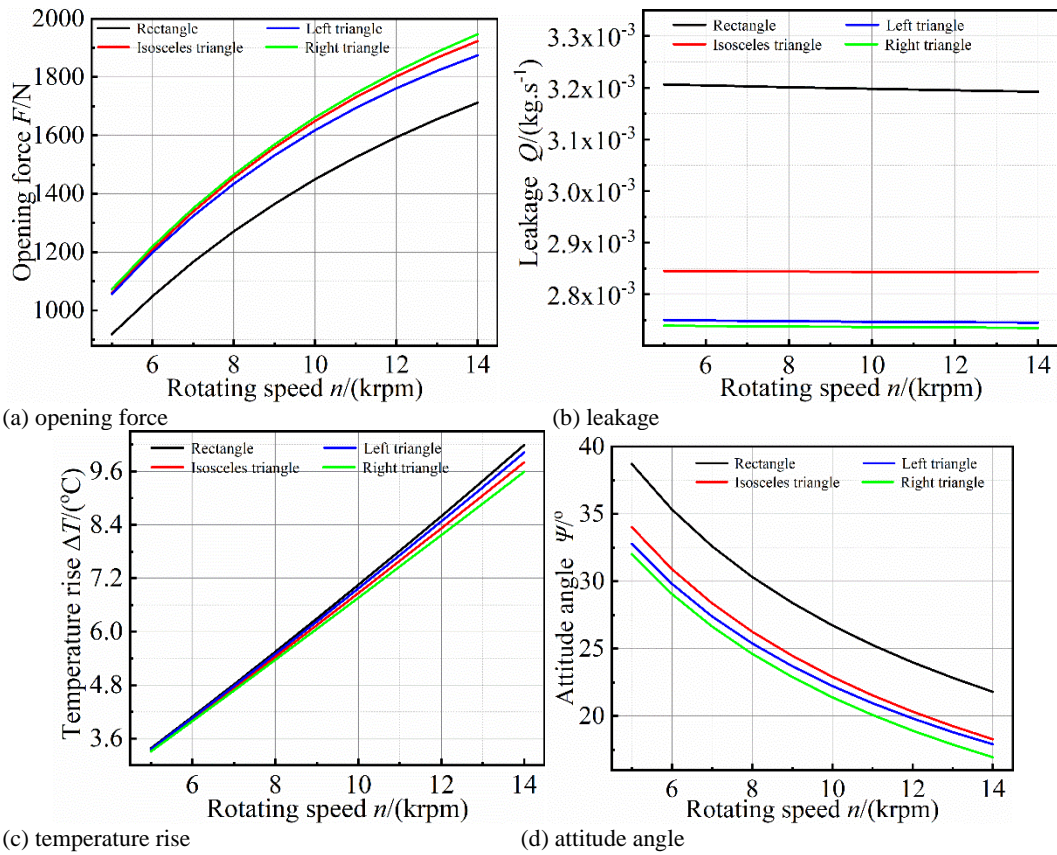 Rectangle
Left triangle
Isosceles triangle
Right triangle
2000
1800
1600
1400
1200
1000
Opening force F/N
6 8 10 12 14
Rotating speed n/(krpm)
(a) opening force
Rectangle
Left triangle
Isosceles triangle
Right triangle
3.3x10⁻³
3.2x10⁻³
3.1x10⁻³
3.0x10⁻³
2.9x10⁻³
2.8x10⁻³
Leakage Q/(kg.s⁻¹)
6 8 10 12 14
Rotating speed n/(krpm)
(b) leakage
Rectangle
Left triangle
Isosceles triangle
Right triangle
9.6
8.4
7.2
6.0
4.8
3.6
Temperature rise ΔT/(°C)
6 8 10 12 14
Rotating speed n/(krpm)
(c) temperature rise
Rectangle
Left triangle
Isosceles triangle
Right triangle
40
35
30
25
20
Attitude angle Ψ/°
6 8 10 12 14
Rotating speed n/(krpm)
(d) attitude angle